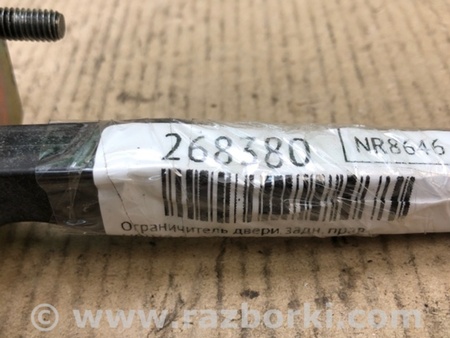 268380
NR8646
Ограничитель двери задн. прав.
www.razborki.com